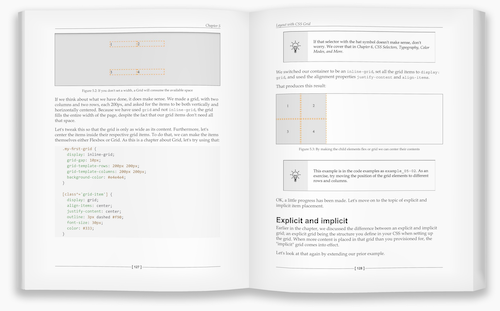 Chapter 5
1
2
3
4
Figure 5.2: If you don't set a width, a Grid will consume the available space
If we think about what we have done, it does make sense. We made a grid, with two
columns and two rows, each 200px, and asked for the items to be both vertically and
horizontally centered. Because we have used grid and not inline-grid, the grid
fills the entire width of the page, despite the fact that our grid items don't need all
that space.
Let's tweak this so that the grid is only as wide as its content. Furthermore, let's
center the items inside their respective grid items. To do that, we can make the items
themselves either Flexbox or Grid. As this is a chapter about Grid, let's try using that:
.my-first-grid {
display: inline-grid;
grid-gap: 10px;
grid-template-rows: 200px 200px;
grid-template-columns: 200px 200px;
background-color: #e4e4e4;
}
[class^='grid-item'] {
display: grid;
align-items: center;
justify-content: center;
outline: 3px dashed #f90;
font-size: 30px;
color: #333;
}
[ 107 ]
Layout with CSS Grid
If that selector with the hat symbol doesn't make sense, don't
worry. We cover that in Chapter 6, CSS Selectors, Typography, Color
Modes, and More.
We switched our container to be an inline-grid, set all the grid items to display:
grid, and used the alignment properties justify-content and align-items.
That produces this result:
1
2
3
4
Figure 5.3: By making the child elements flex or grid we can center their content
This example is in the code examples as example_05-02. As an
exercise, try moving the position of the grid elements to different
rows and columns.
OK, a little progress has been made. Let's move on to the topic of explicit and
implicit item placement.
Explicit and implicit
Earlier in the chapter, we discussed the difference between an explicit and implicit
grid; an explicit grid being the structure you define in your CSS when setting up
the grid. When more content is placed in that grid than you provisioned for, the
"implicit" grid comes into effect.
Let's look at that again by extending our prior example.
[ 108 ]